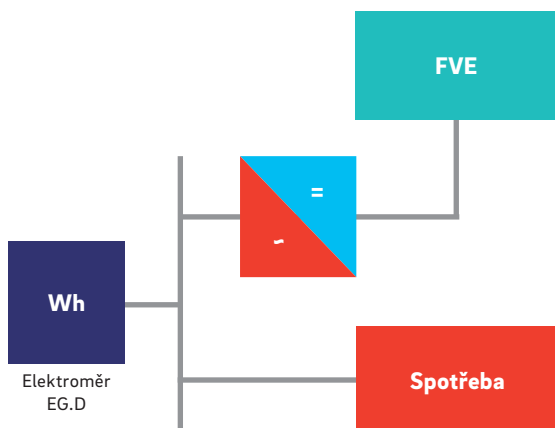 FVE
=
~
Wh
Elektroměr
EG.D
Spotřeba